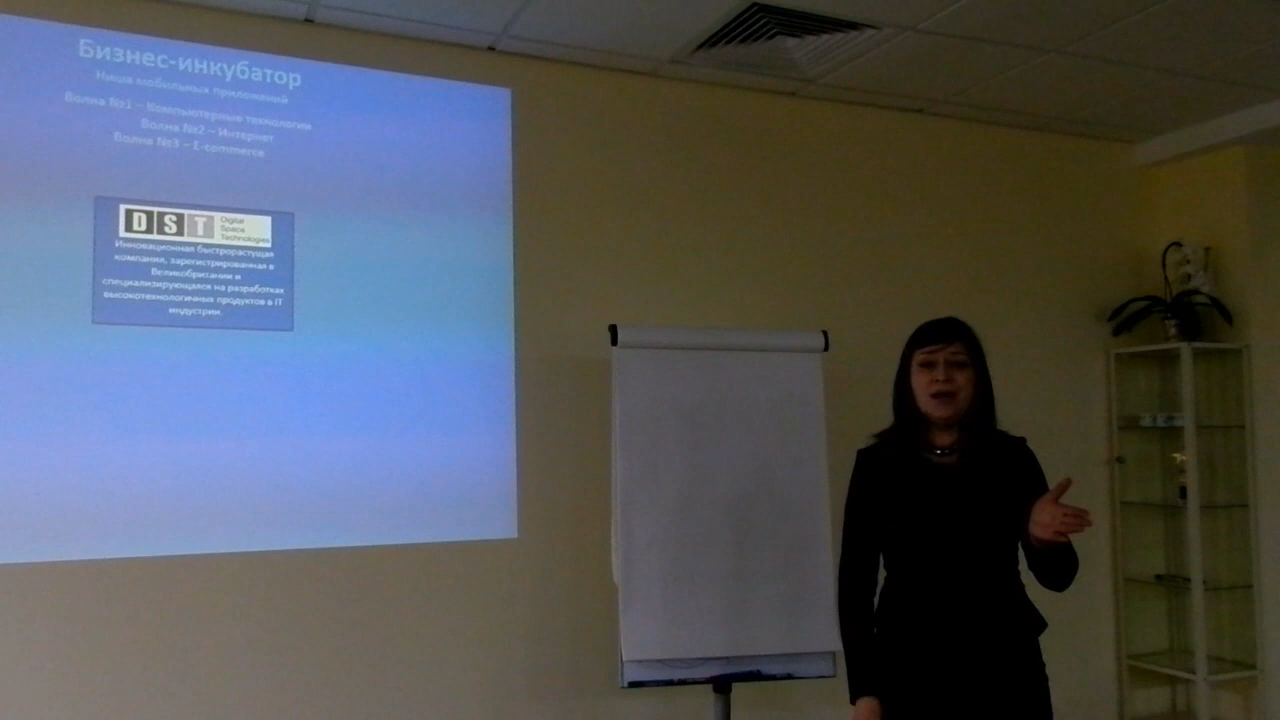 Бизнес-инкубатор
Ниша мобильных приложений
Волна №1 – Компьютерные технологии
Волна №2 – Интернет
Волна №3 – E-commerce
DST Digital
Space
Technologies
Инновационная быстрорастущая
компания, зарегистрированная в
Великобритании и
специализирующаяся на разработках
высокотехнологичных продуктов в IT
индустрии.